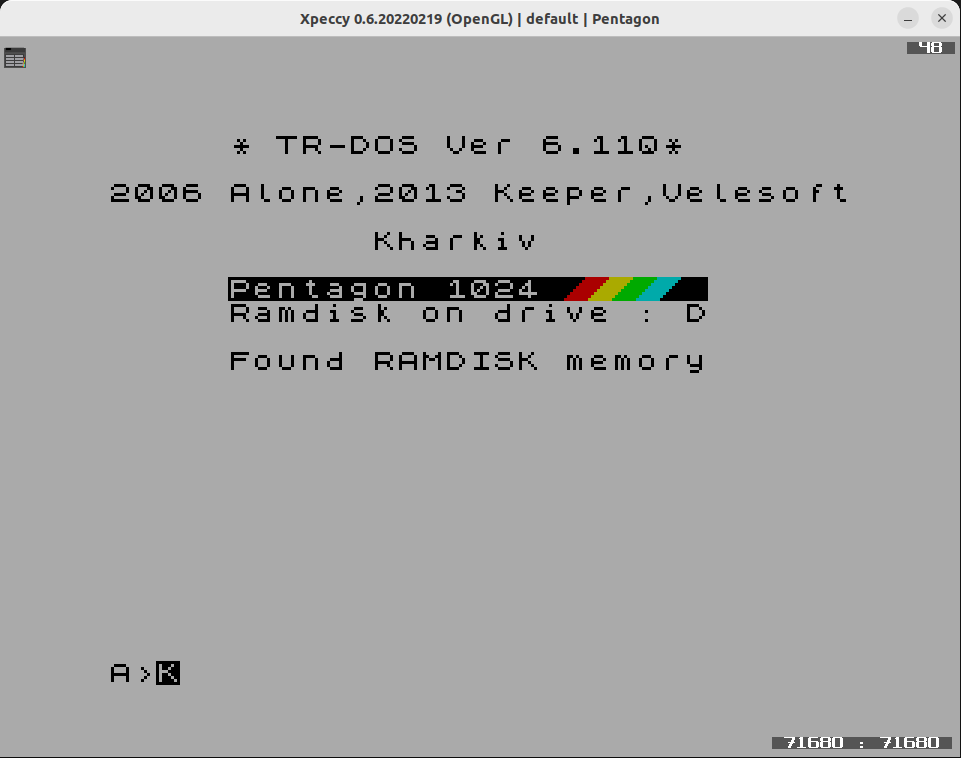 Xpeccy 0.6.20220219 (OpenGL) | default | Pentagon
48
* TR-DOS Ver 6.11Q*
2006 Alone,2013 Keeper,Velesoft
Kharkiv
Pentagon 1024
Ramdisk on drive : D
Found RAMDISK memory
A>K
71680 : 71680